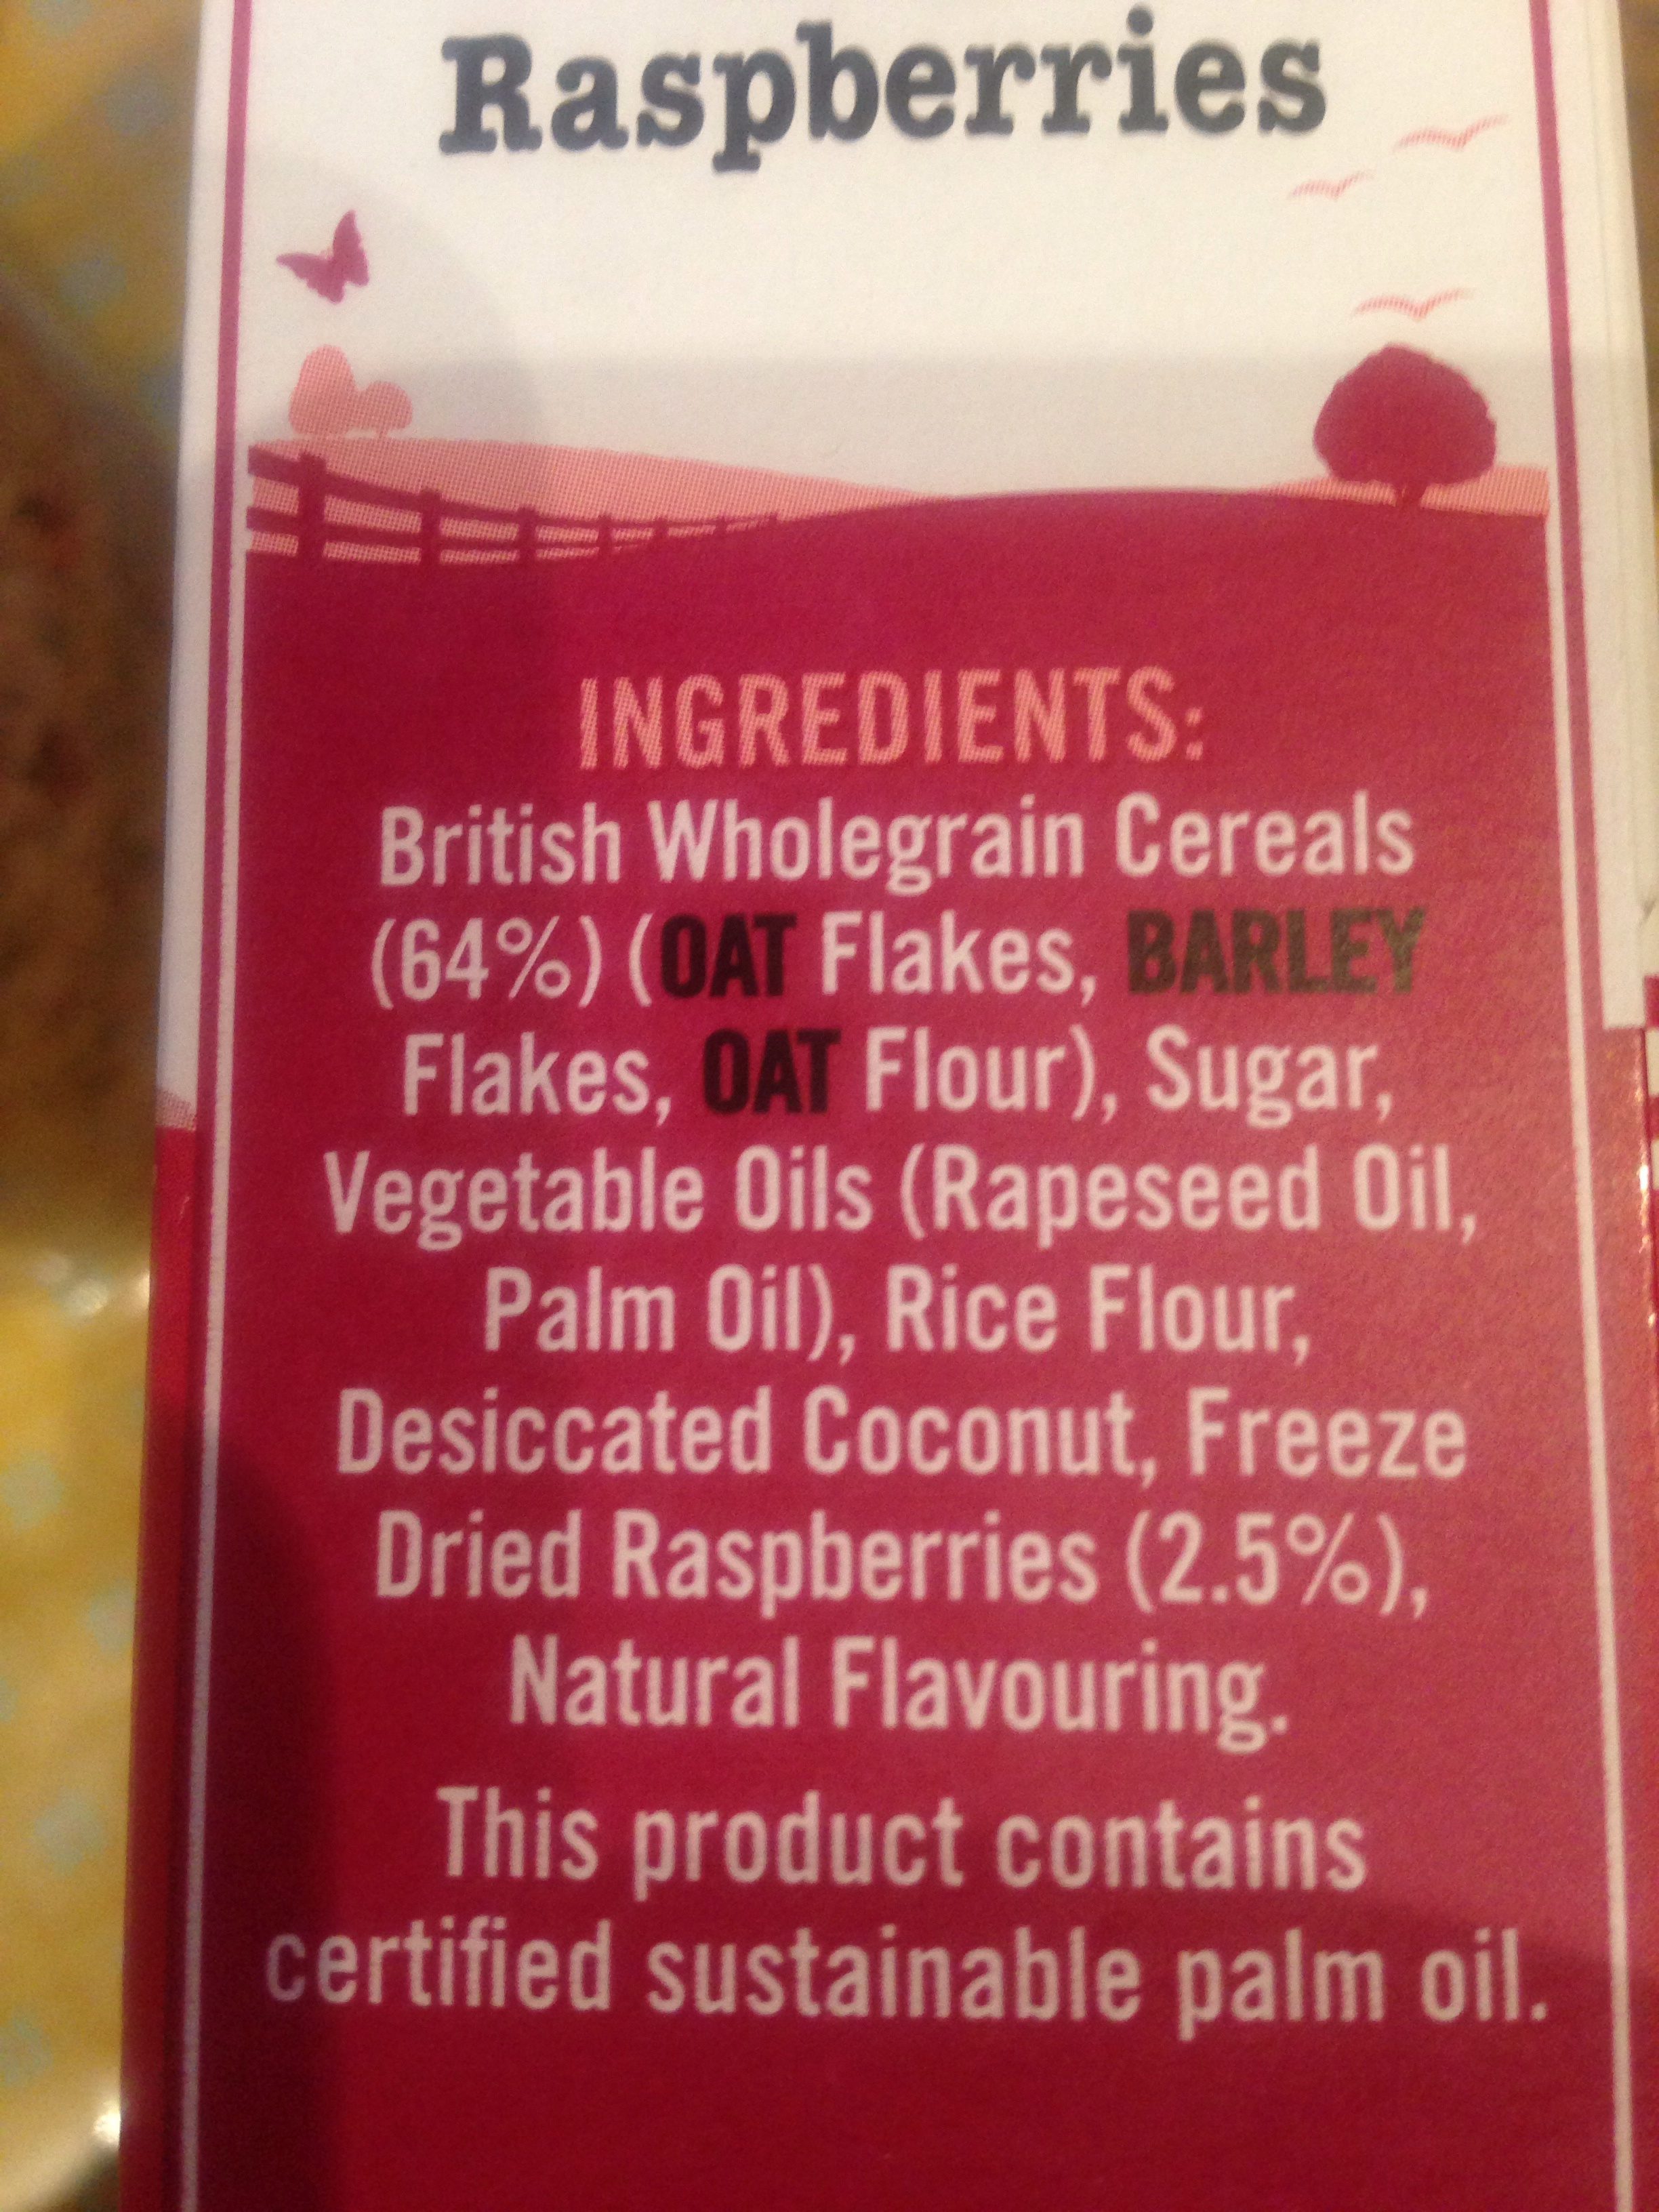 Raspberries
INGREDIENTS:
British Wholegrain Cereals
(64%) (OAT Flakes, BARLEY
Flakes, OAT Flour), Sugar,
Vegetable Oils (Rapeseed Oil,
Palm Oil), Rice Flour,
Desiccated Coconut, Freeze
Dried Raspberries (2.5%),
Natural Flavouring.
This product contains
certified sustainable palm oil.